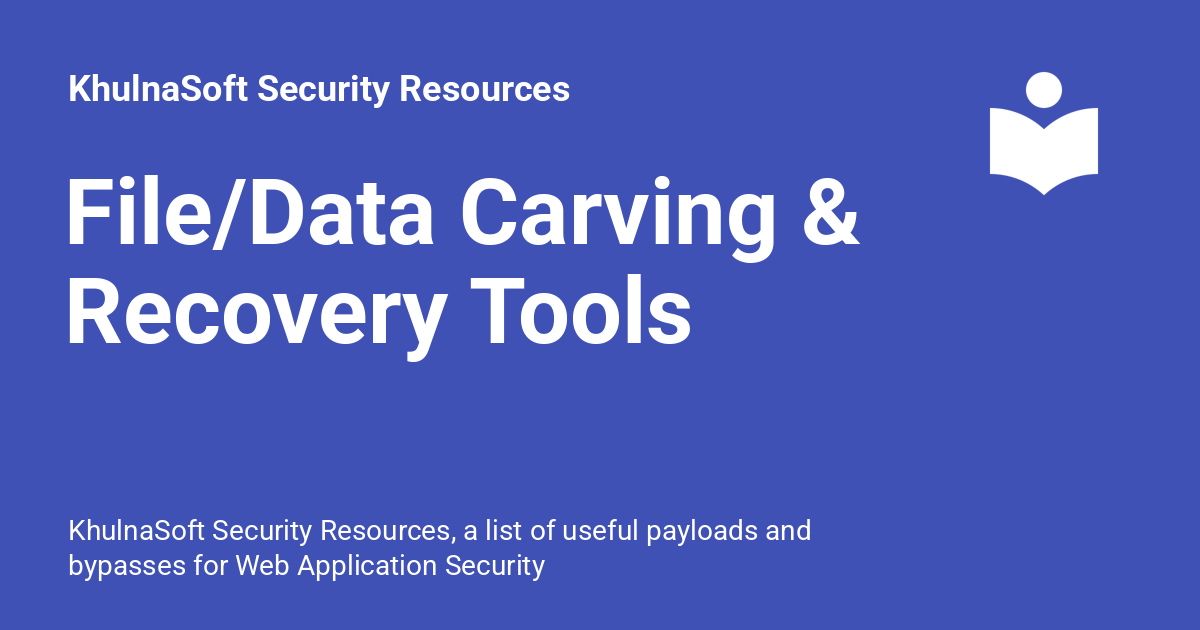 KhulnaSoft Security Resources
File/Data Carving &
Recovery Tools
KhulnaSoft Security Resources, a list of useful payloads and
bypasses for Web Application Security